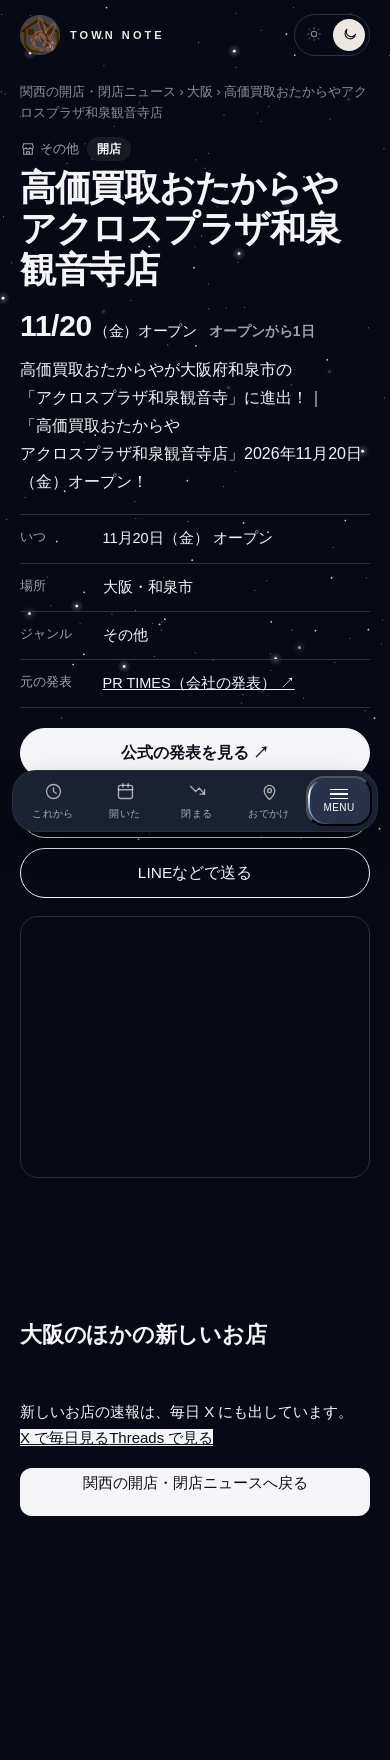 TOWN NOTE
関西の開店・閉店ニュース › 大阪 › 高価買取おたからやアク
ロスプラザ和泉観音寺店
その他 開店
高価買取おたからや
アクロスプラザ和泉
観音寺店
11/20（金）オープン オープンから1日
高価買取おたからやが大阪府和泉市の
「アクロスプラザ和泉観音寺」に進出！｜
「高価買取おたからや
アクロスプラザ和泉観音寺店」2026年11月20日
（金）オープン！
いつ 11月20日（金） オープン
場所 大阪・和泉市
ジャンル その他
元の発表 PR TIMES（会社の発表） ↗
公式の発表を見る ↗
これから 開いた 閉まる おでかけ MENU
LINEなどで送る
大阪のほかの新しいお店
新しいお店の速報は、毎日 X にも出しています。
X で毎日見るThreads で見る
関西の開店・閉店ニュースへ戻る